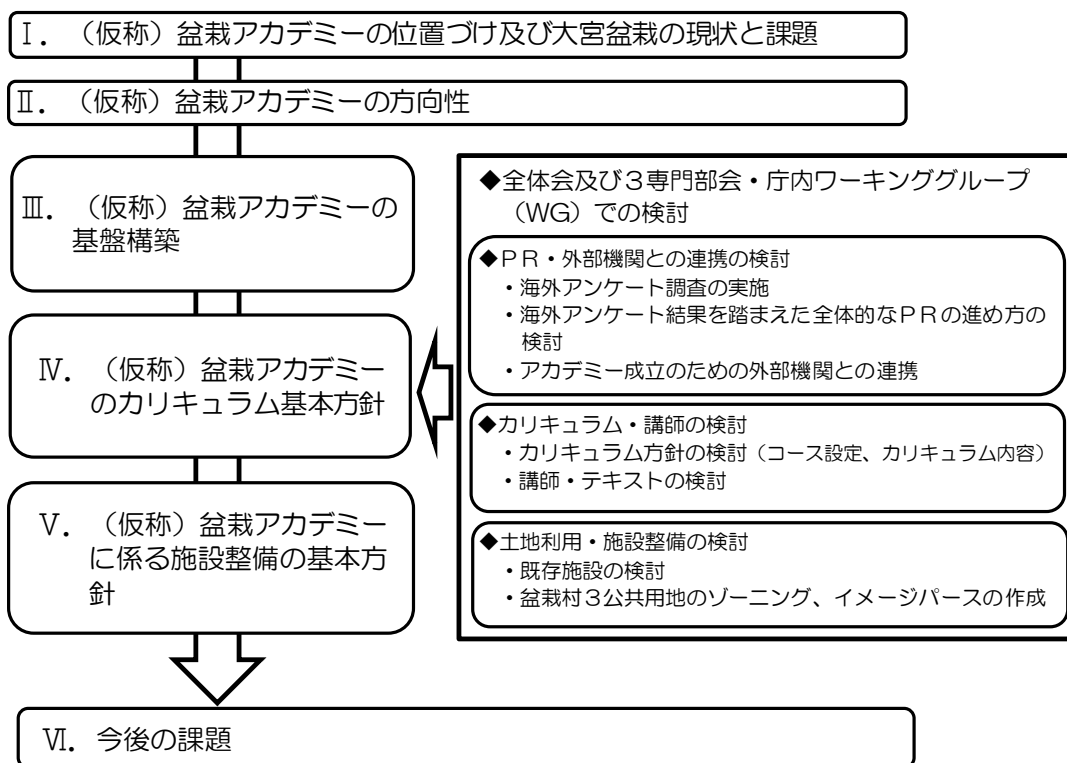 Ⅰ．（仮称）盆栽アカデミーの位置づけ及び大宮盆栽の現状と課題
Ⅱ．（仮称）盆栽アカデミーの方向性
Ⅲ．（仮称）盆栽アカデミーの
基盤構築
Ⅳ．（仮称）盆栽アカデミー
のカリキュラム基本方針
Ⅴ．（仮称）盆栽アカデミー
に係る施設整備の基本方
針
◆全体会及び３専門部会・庁内ワーキンググループ
（WG）での検討
◆ＰＲ・外部機関との連携の検討
・海外アンケート調査の実施
・海外アンケート結果を踏まえた全体的なＰＲの進め方の
検討
・アカデミー成立のための外部機関との連携
◆カリキュラム・講師の検討
・カリキュラム方針の検討（コース設定、カリキュラム内容）
・講師・テキストの検討
◆土地利用・施設整備の検討
・既存施設の検討
・盆栽村３公共用地のゾーニング、イメージパースの作成
Ⅵ．今後の課題